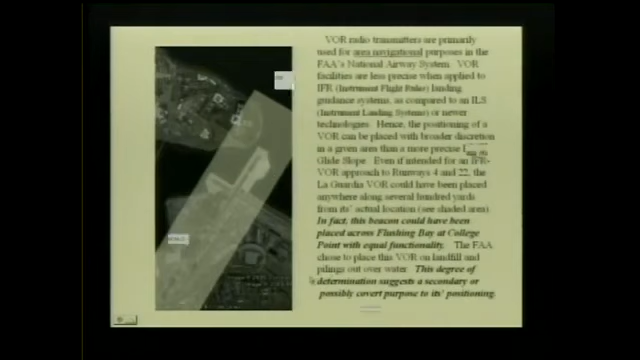 VOR radio transmitters are primarily
used for area navigational purposes in the
FAA's National Airway System. VOR
facilities are less precise when applied to
IFR (Instrument Flight Rules) landing
guidance systems, as compared to an ILS
(Instrument Landing Systems) or newer
technologies. Hence, the positioning of a
VOR can be placed with broader discretion
in a given area than a more precise
Glide Slope. Even if intended for an IFR-
VOR approach to Runways 4 and 22, the
La Guardia VOR could have been placed
anywhere along several hundred yards
from its' actual location (see shaded area).
In fact, this beacon could have been
placed across Flushing Bay at College
Point with equal functionality. The FAA
chose to place this VOR on landfill and
pilings out over water. This degree of
determination suggests a secondary or
possibly covert purpose to its' positioning.